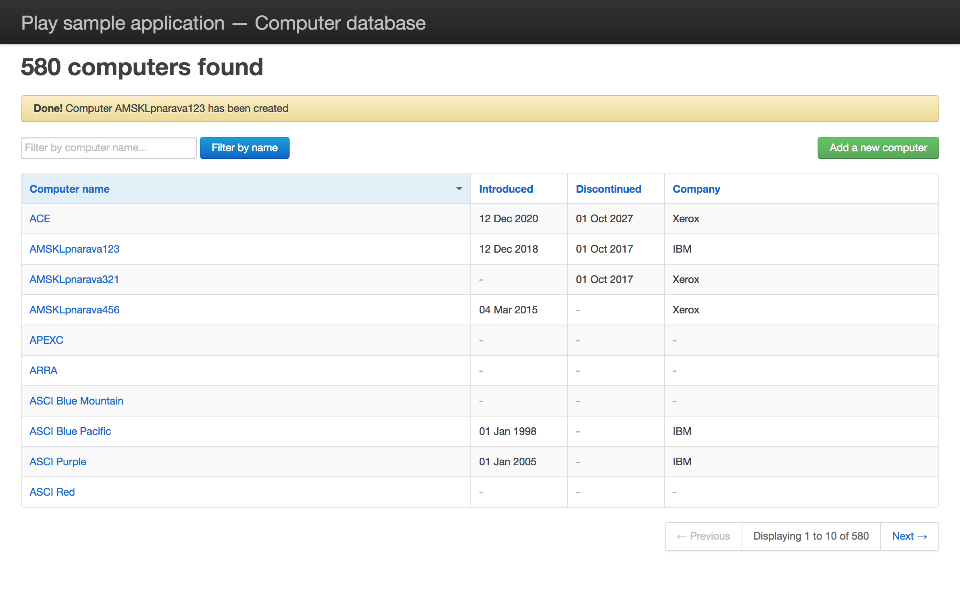 Play sample application — Computer database
580 computers found
Done! Computer AMSKLpnarava123 has been created
Filter by computer name... Filter by name Add a new computer
Computer name Introduced Discontinued Company
ACE 12 Dec 2020 01 Oct 2027 Xerox
AMSKLpnarava123 12 Dec 2018 01 Oct 2017 IBM
AMSKLpnarava321 - 01 Oct 2017 Xerox
AMSKLpnarava456 04 Mar 2015 - Xerox
APEXC - - -
ARRA - - -
ASCI Blue Mountain - - -
ASCI Blue Pacific 01 Jan 1998 - IBM
ASCI Purple 01 Jan 2005 - IBM
ASCI Red - - -
← Previous Displaying 1 to 10 of 580 Next →